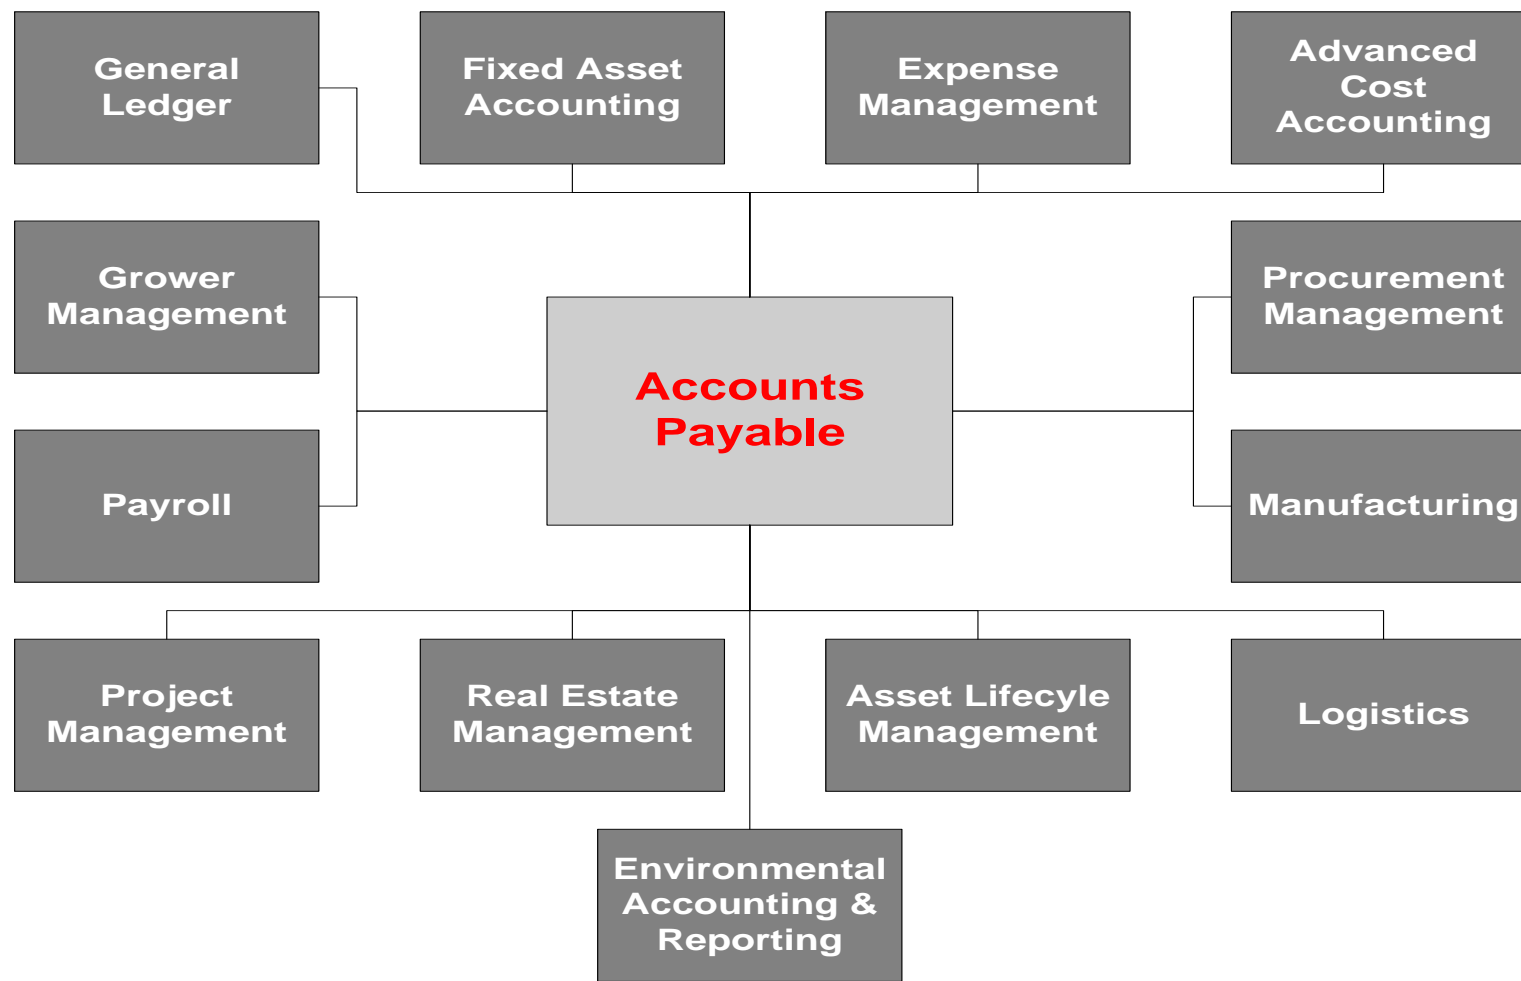 General
Ledger
Fixed Asset
Accounting
Expense
Management
Advanced
Cost
Accounting
Grower
Management
Procurement
Management
Accounts
Payable
Payroll
Manufacturing
Project
Management
Real Estate
Management
Asset Lifecyle
Management
Logistics
Environmental
Accounting &
Reporting